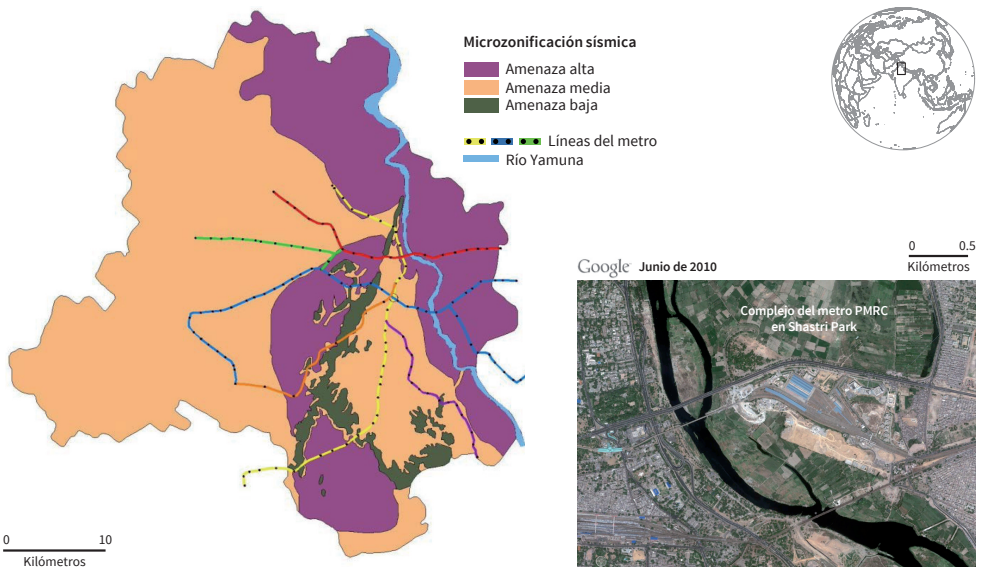 Microzonificación sísmica
Amenaza alta
Amenaza media
Amenaza baja
Líneas del metro
Río Yamuna
0 10
Kilómetros
0 0.5
Kilómetros
Google Junio de 2010
Complejo del metro PMRC
en Shastri Park